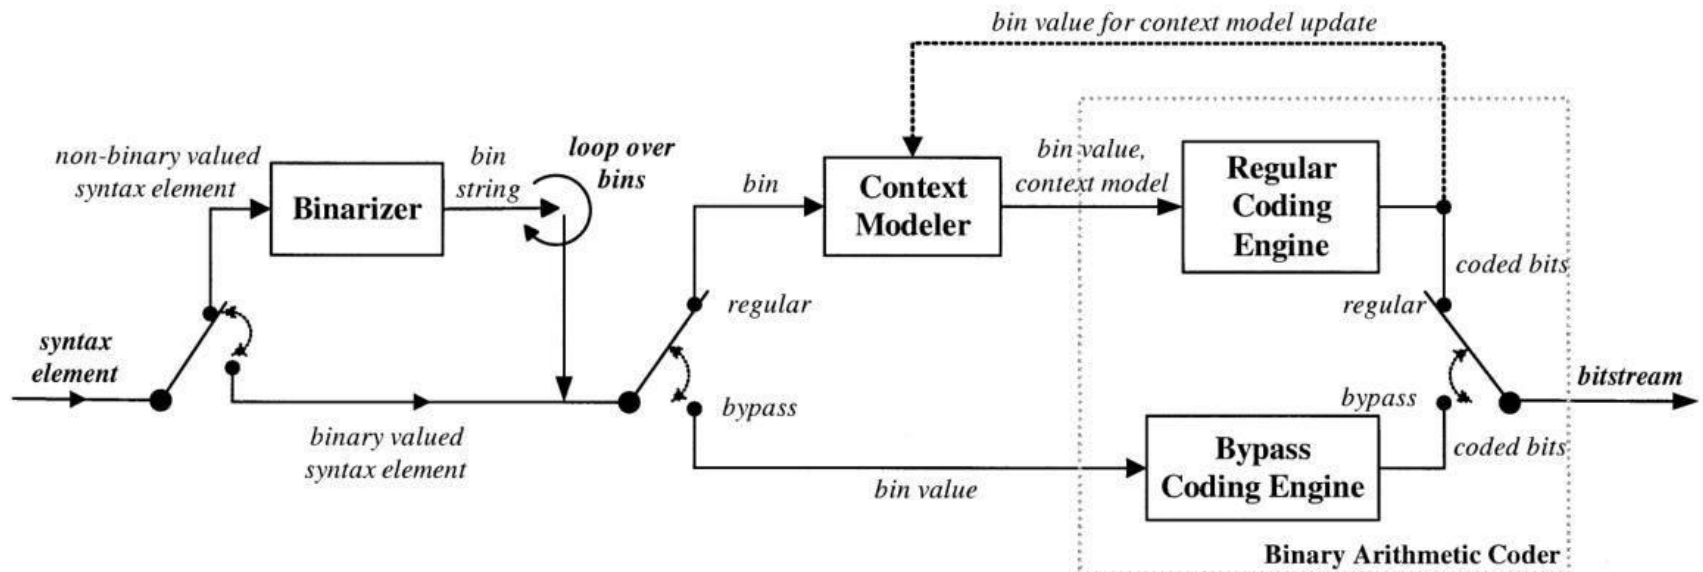 bin value for context model update
non-binary valued
syntax element
Binarizer
bin
string
loop over
bins
bin
Context
Modeler
bin value,
context model
Regular
Coding
Engine
coded bits
regular
regular
syntax
element
bypass
bypass
bitstream
binary valued
syntax element
bin value
Bypass
Coding Engine
coded bits
Binary Arithmetic Coder